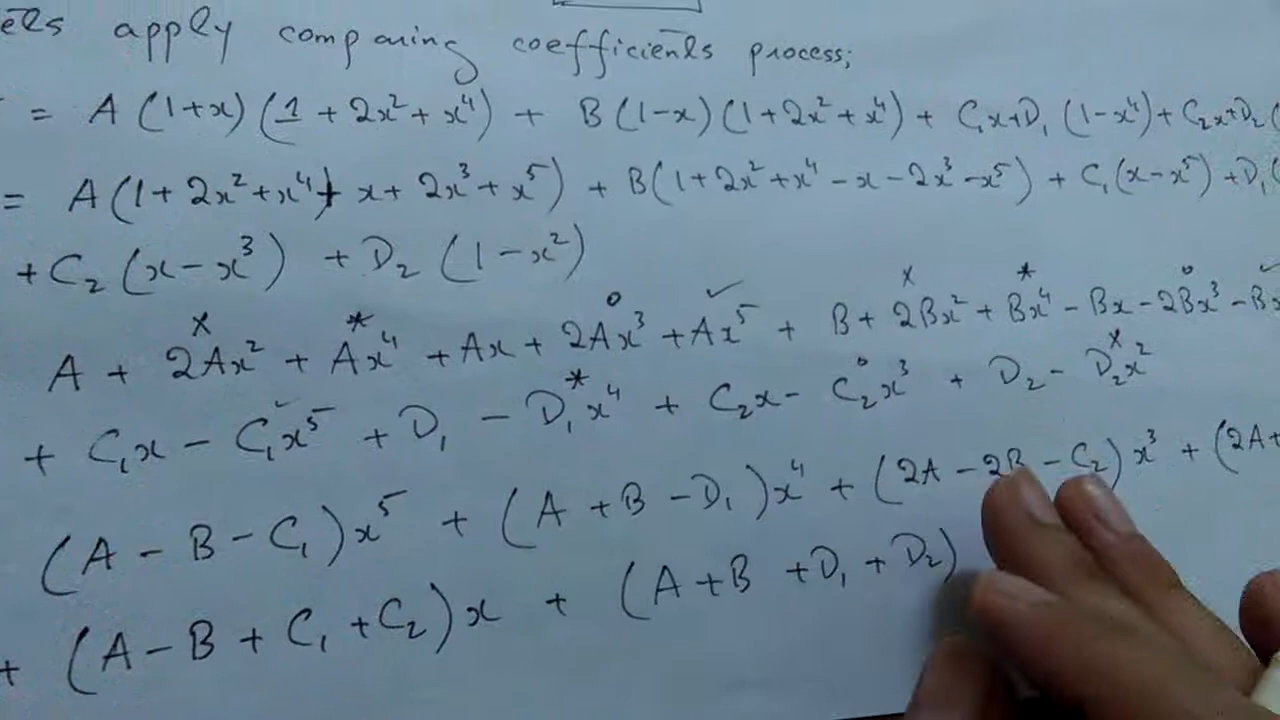 apply comparing coefficients process;
= A(1+x)(1+2x²+x⁴) + B(1-x)(1+2x²+x⁴) + C₁x+D₁(1-x⁴) + C₂x+D₂(
= A(1+2x²+x⁴+x+2x³+x⁵) + B(1+2x²+x⁴-x-2x³-x⁵) + C₁(x-x⁵) + D₁(
+C₂(x-x³) + D₂(1-x²)
A + 2Ax² + Ax⁴ + Ax + 2Ax³ + Ax⁵ + B + 2Bx² + Bx⁴ - Bx - 2Bx³ - Bx
+ C₁x - C₁x⁵ + D₁ - D₁x⁴ + C₂x - C₂x³ + D₂ - D₂x²
(A - B - C₁)x⁵ + (A + B - D₁)x⁴ + (2A - 2B - C₂)x³ + (2A+
+ (A - B + C₁ + C₂)x + (A + B + D₁ + D₂)